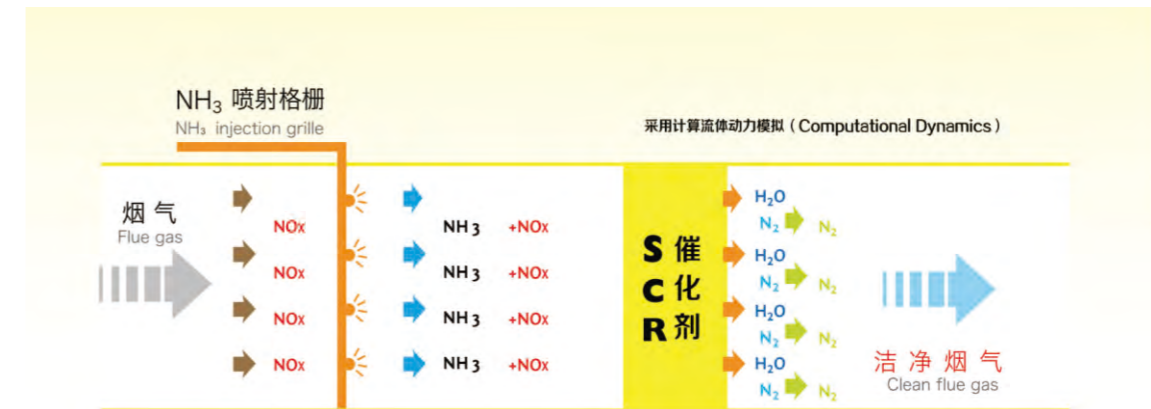 NH₃ 喷射格栅
NH₃ injection grille
采用计算流体动力模拟（Computational Dynamics）
烟 气
Flue gas
NOx
NOx
NOx
NOx
NH3 +NOx
NH3 +NOx
NH3 +NOx
NH3 +NOx
S 催
C 化
R 剂
H₂O
N₂ N₂
H₂O
N₂ N₂
H₂O
N₂ N₂
H₂O
N₂ N₂
洁 净 烟 气
Clean flue gas